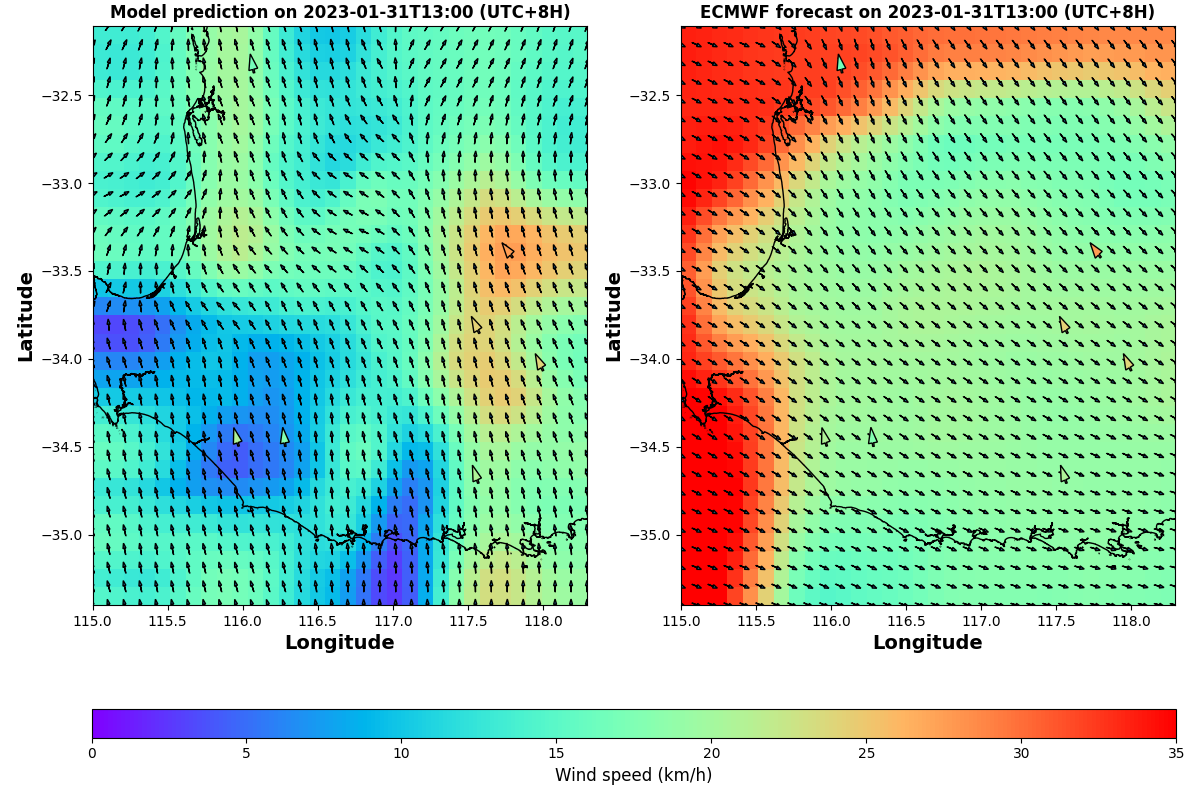 Model prediction on 2023-01-31T13:00 (UTC+8H)
ECMWF forecast on 2023-01-31T13:00 (UTC+8H)
−32.5
−33.0
−33.5
−34.0
−34.5
−35.0
Latitude
115.0 115.5 116.0 116.5 117.0 117.5 118.0
Longitude
−32.5
−33.0
−33.5
−34.0
−34.5
−35.0
Latitude
115.0 115.5 116.0 116.5 117.0 117.5 118.0
Longitude
0 5 10 15 20 25 30 35
Wind speed (km/h)